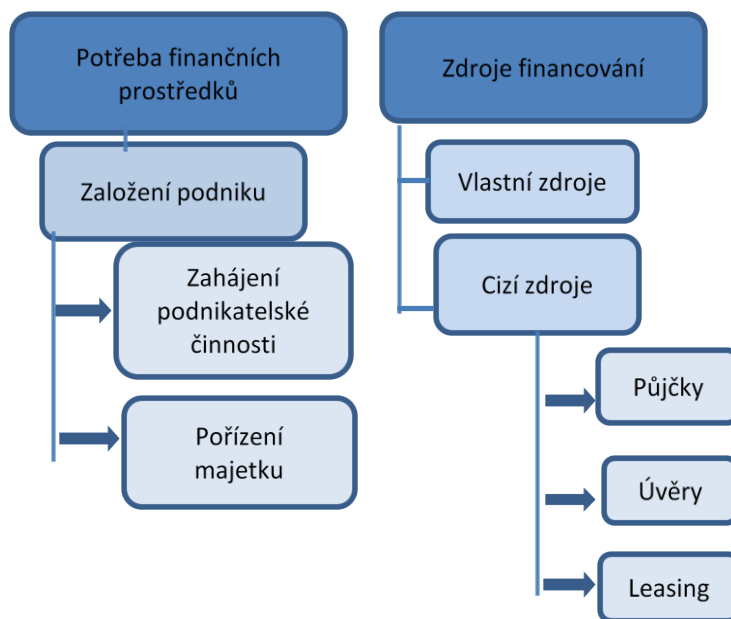 Potřeba finančních
prostředků
Založení podniku
Zahájení
podnikatelské
činnosti
Pořízení
majetku
Zdroje financování
Vlastní zdroje
Cizí zdroje
Půjčky
Úvěry
Leasing